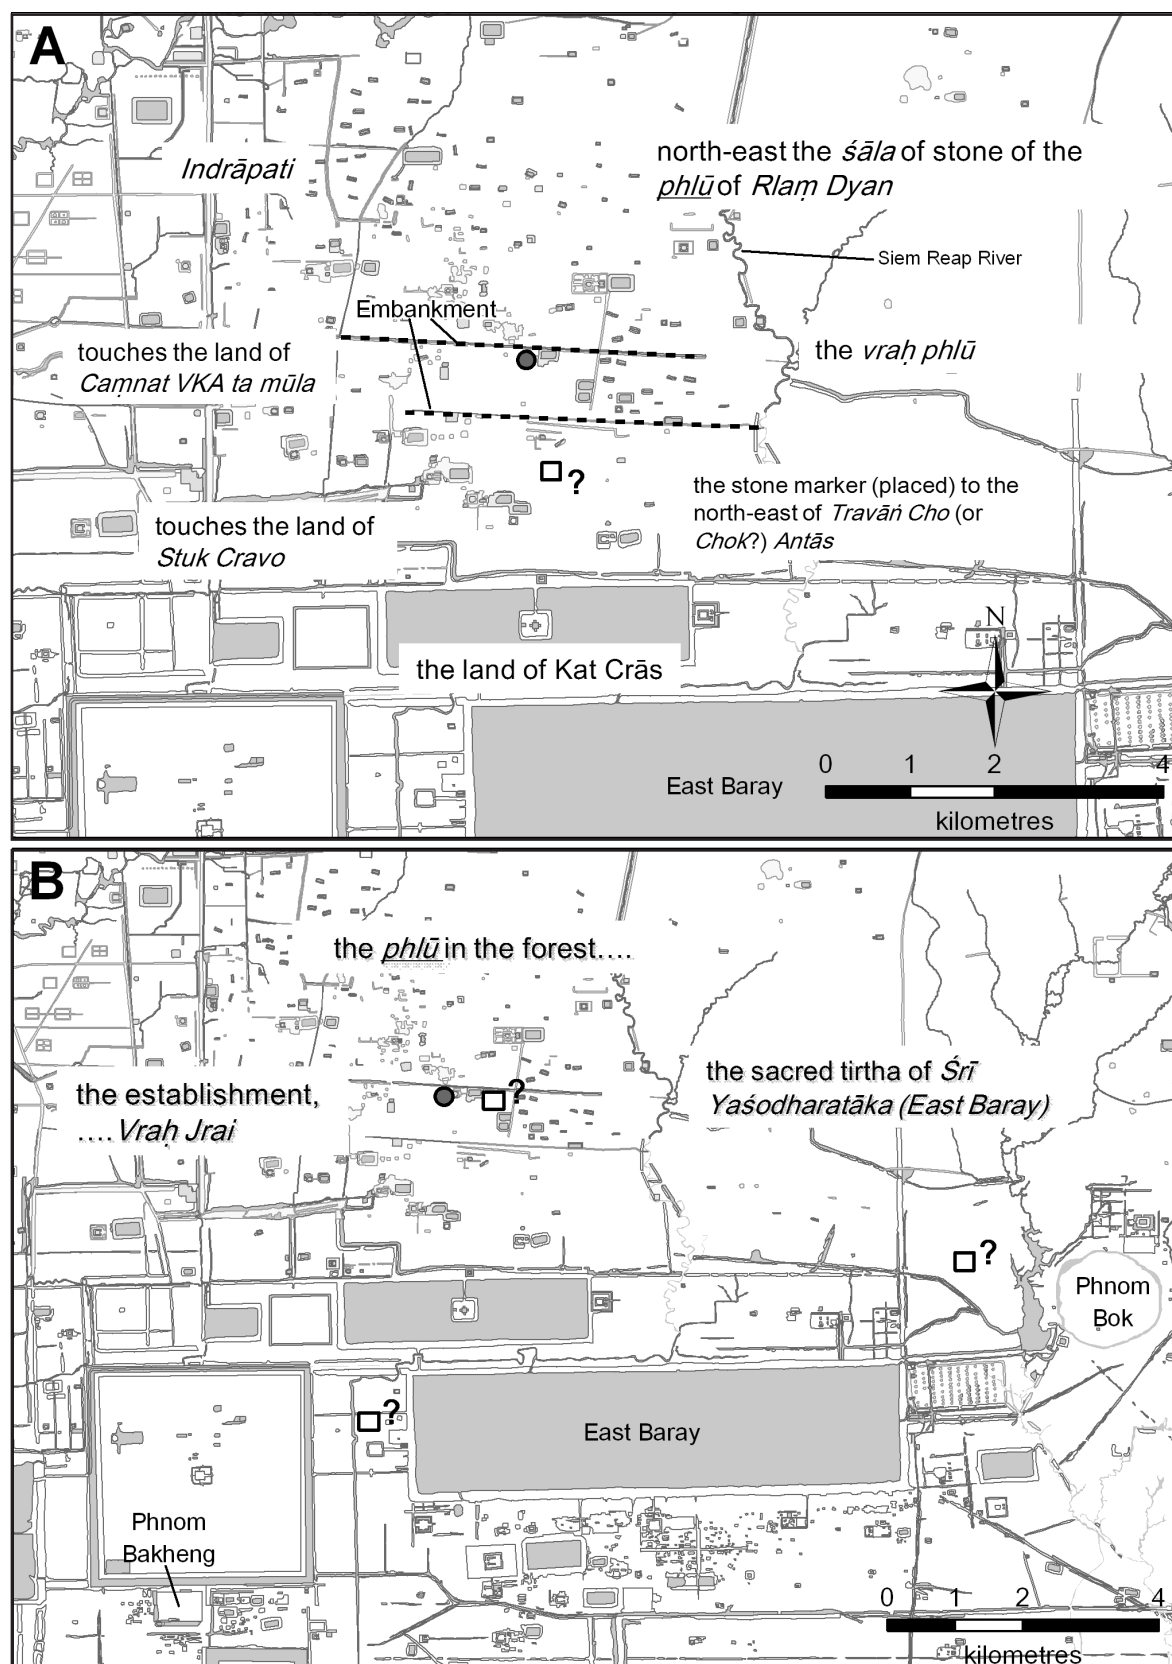 A
Indrāpati
north-east the śāla of stone of the
phlū of Rlaṃ Dyan
Siem Reap River
Embankment
touches the land of
Caṃnat VKA ta mūla
the vraḥ phlū
?
the stone marker (placed) to the
north-east of Travāṅ Cho (or
Chok?) Antās
touches the land of
Stuk Cravo
N
the land of Kat Crās
East Baray
0 1 2 4
kilometres
B
the phlū in the forest....
the establishment,
....Vraḥ Jrai
?
the sacred tirtha of Śrī
Yaśodharatāka (East Baray)
?
Phnom
Bok
?
East Baray
Phnom
Bakheng
0 1 2 4
kilometres